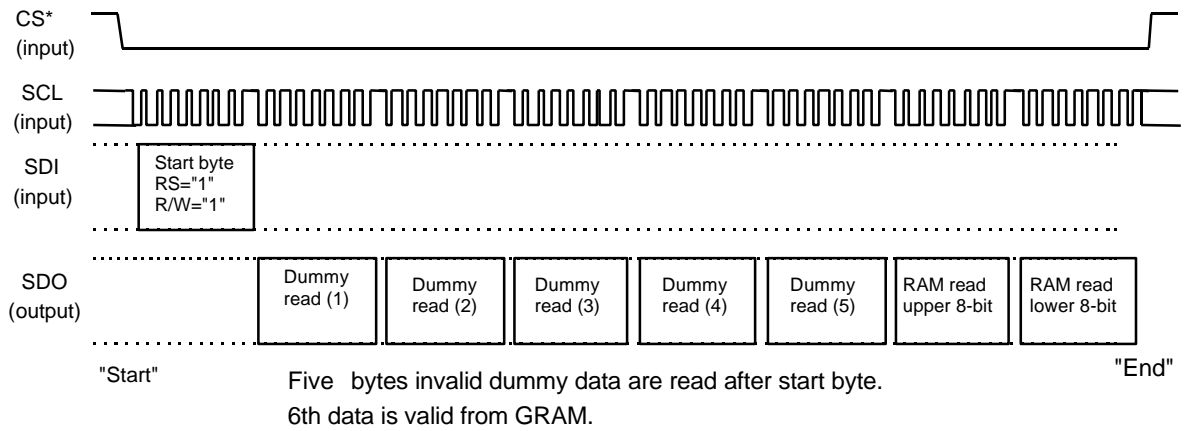 CS*
(input)
SCL
(input)
SDI
(input)
Start byte
RS="1"
R/W="1"
SDO
(output)
Dummy
read (1)
Dummy
read (2)
Dummy
read (3)
Dummy
read (4)
Dummy
read (5)
RAM read
upper 8-bit
RAM read
lower 8-bit
"Start"
"End"
Five bytes invalid dummy data are read after start byte.
6th data is valid from GRAM.